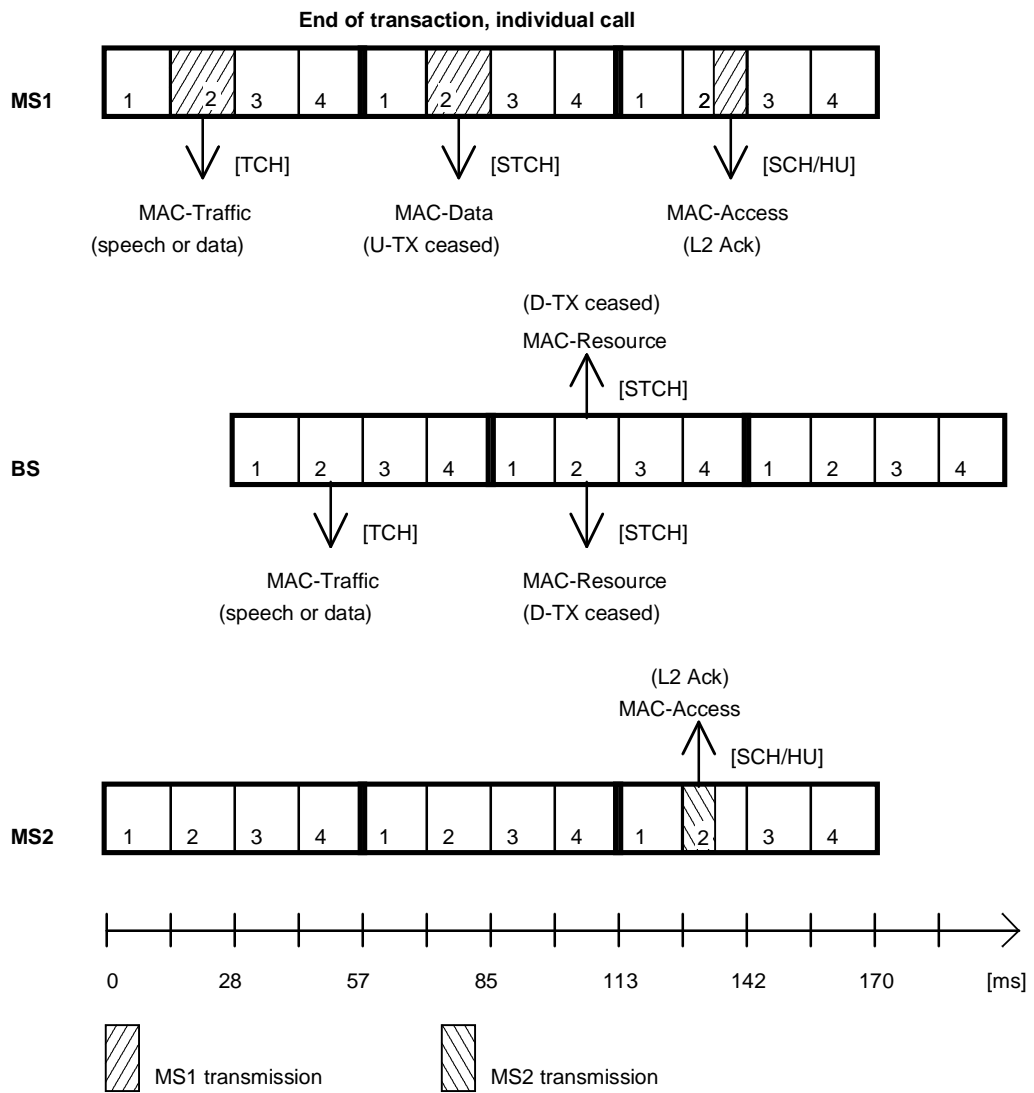 End of transaction, individual call
MS1
1 2 3 4 1 2 3 4 1 2 3 4
[TCH] [STCH] [SCH/HU]
MAC-Traffic MAC-Data MAC-Access
(speech or data) (U-TX ceased) (L2 Ack)
(D-TX ceased)
MAC-Resource
[STCH]
BS
1 2 3 4 1 2 3 4 1 2 3 4
[TCH] [STCH]
MAC-Traffic MAC-Resource
(speech or data) (D-TX ceased)
(L2 Ack)
MAC-Access
[SCH/HU]
MS2
1 2 3 4 1 2 3 4 1 2 3 4
0 28 57 85 113 142 170 [ms]
MS1 transmission MS2 transmission